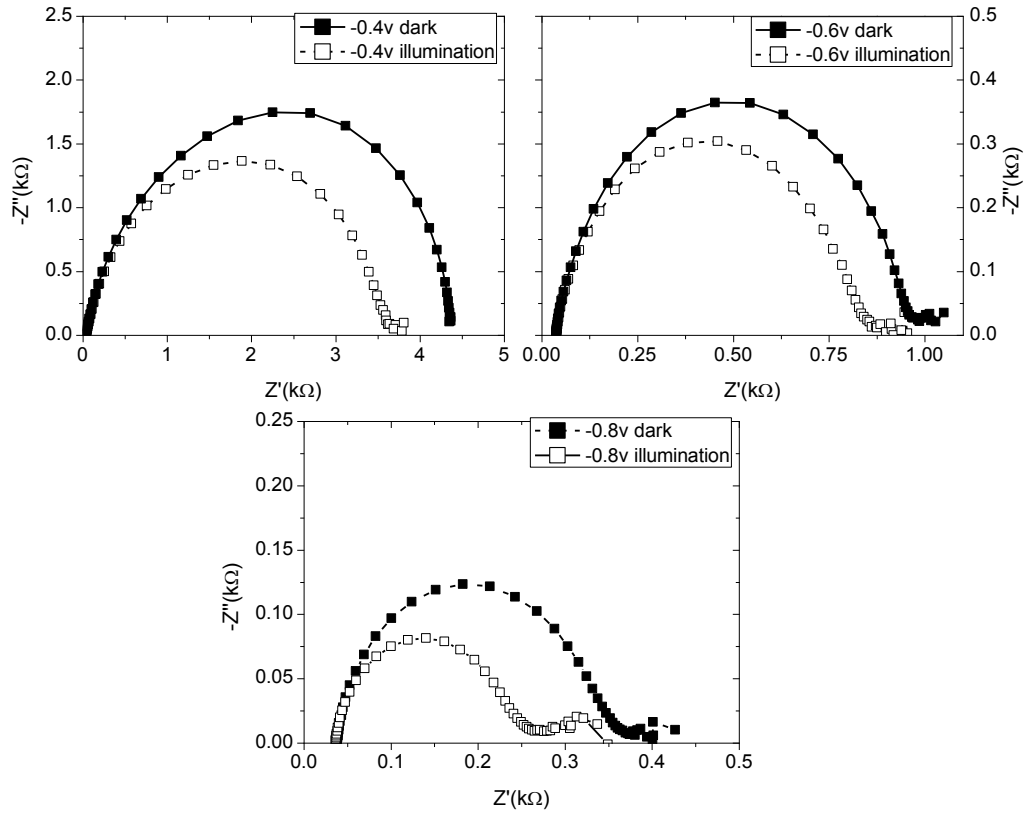 -0.4v dark
-0.4v illumination
2.5
2.0
1.5
1.0
0.5
0.0
-Z"(kΩ)
0
1
2
3
4
5
Z'(kΩ)
-0.6v dark
-0.6v illumination
0.5
0.4
0.3
0.2
0.1
0.0
-Z"(kΩ)
0.00
0.25
0.50
0.75
1.00
Z'(kΩ)
-0.8v dark
-0.8v illumination
0.25
0.20
0.15
0.10
0.05
0.00
-Z"(kΩ)
0.0
0.1
0.2
0.3
0.4
0.5
Z'(kΩ)